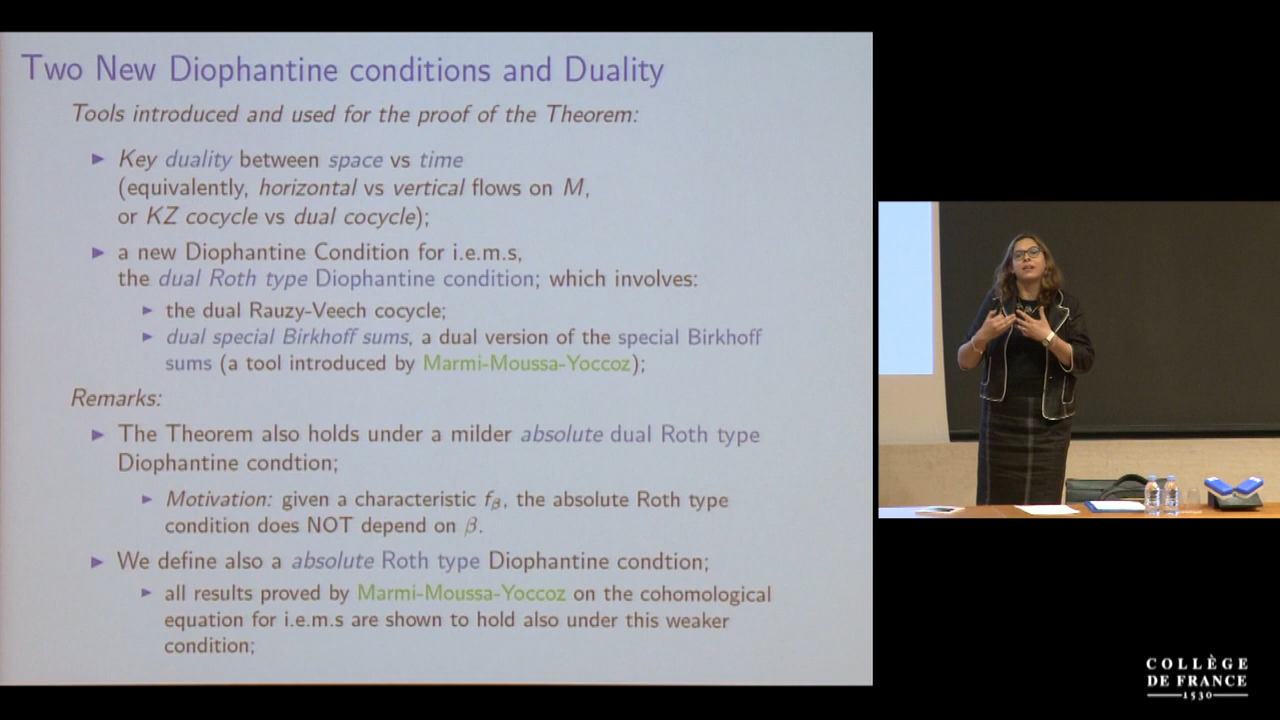 Two New Diophantine conditions and Duality
Tools introduced and used for the proof of the Theorem:
► Key duality between space vs time
(equivalently, horizontal vs vertical flows on M,
or KZ cocycle vs dual cocycle);
► a new Diophantine Condition for i.e.m.s,
the dual Roth type Diophantine condition; which involves:
► the dual Rauzy-Veech cocycle;
► dual special Birkhoff sums, a dual version of the special Birkhoff
sums (a tool introduced by Marmi-Moussa-Yoccoz);
Remarks:
► The Theorem also holds under a milder absolute dual Roth type
Diophantine condtion;
► Motivation: given a characteristic fβ, the absolute Roth type
condition does NOT depend on β.
► We define also a absolute Roth type Diophantine condtion;
► all results proved by Marmi-Moussa-Yoccoz on the cohomological
equation for i.e.m.s are shown to hold also under this weaker
condition;
COLLÈGE
DE FRANCE
1530